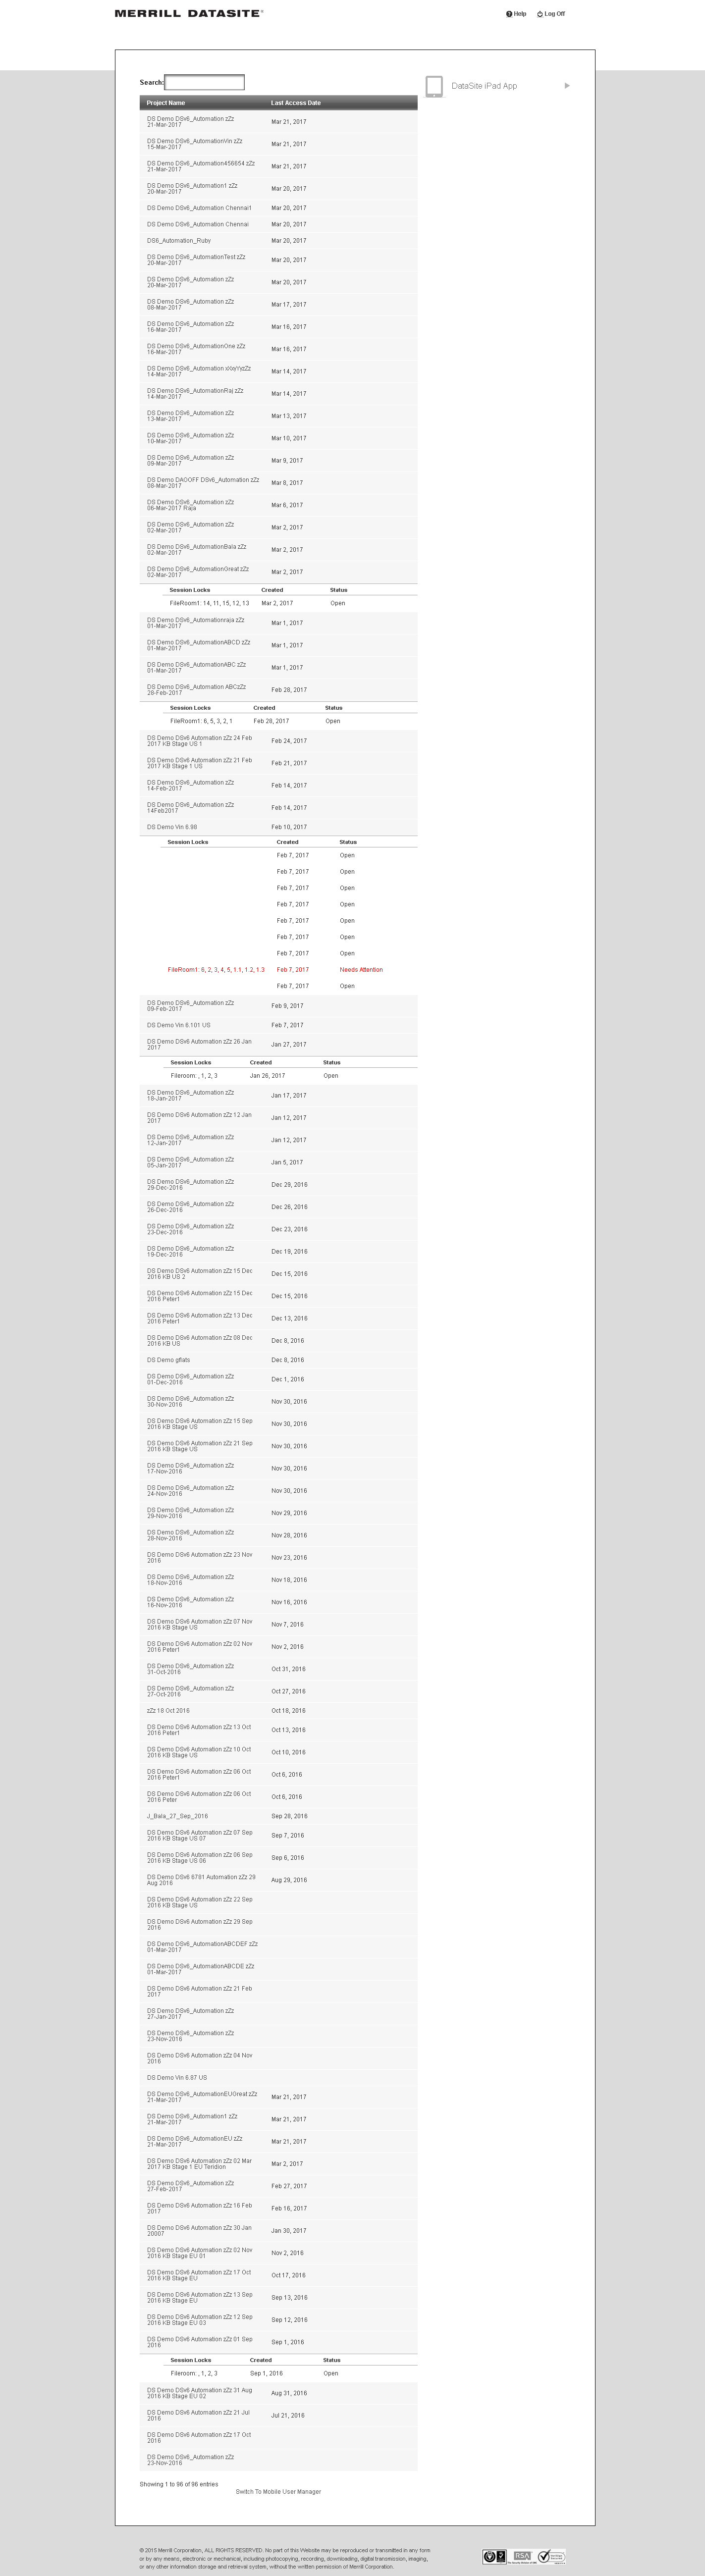 MERRILL DATASITE®
Help Log Off
Search:
DataSite iPad App
Project Name Last Access Date
DS Demo DSv6_Automation zZz
21-Mar-2017 Mar 21, 2017
DS Demo DSv6_AutomationVin zZz
15-Mar-2017 Mar 21, 2017
DS Demo DSv6_Automation456654 zZz
21-Mar-2017 Mar 21, 2017
DS Demo DSv6_Automation1 zZz
20-Mar-2017 Mar 20, 2017
DS Demo DSv6_Automation Chennai1 Mar 20, 2017
DS Demo DSv6_Automation Chennai Mar 20, 2017
DS6_Automation_Ruby Mar 20, 2017
DS Demo DSv6_AutomationTest zZz
20-Mar-2017 Mar 20, 2017
DS Demo DSv6_Automation zZz
20-Mar-2017 Mar 20, 2017
DS Demo DSv6_Automation zZz
08-Mar-2017 Mar 17, 2017
DS Demo DSv6_Automation zZz
16-Mar-2017 Mar 16, 2017
DS Demo DSv6_AutomationOne zZz
16-Mar-2017 Mar 16, 2017
DS Demo DSv6_Automation xXxyYyzZz
14-Mar-2017 Mar 14, 2017
DS Demo DSv6_AutomationRaj zZz
14-Mar-2017 Mar 14, 2017
DS Demo DSv6_Automation zZz
13-Mar-2017 Mar 13, 2017
DS Demo DSv6_Automation zZz
10-Mar-2017 Mar 10, 2017
DS Demo DSv6_Automation zZz
09-Mar-2017 Mar 9, 2017
DS Demo DAOOFF DSv6_Automation zZz
08-Mar-2017 Mar 8, 2017
DS Demo DSv6_Automation zZz
06-Mar-2017 Raja Mar 6, 2017
DS Demo DSv6_Automation zZz
02-Mar-2017 Mar 2, 2017
DS Demo DSv6_AutomationBala zZz
02-Mar-2017 Mar 2, 2017
DS Demo DSv6_AutomationGreat zZz
02-Mar-2017 Mar 2, 2017
Session Locks Created Status
FileRoom1: 14, 11, 15, 12, 13 Mar 2, 2017 Open
DS Demo DSv6_Automationraja zZz
01-Mar-2017 Mar 1, 2017
DS Demo DSv6_AutomationABCD zZz
01-Mar-2017 Mar 1, 2017
DS Demo DSv6_AutomationABC zZz
01-Mar-2017 Mar 1, 2017
DS Demo DSv6_Automation ABCzZz
28-Feb-2017 Feb 28, 2017
Session Locks Created Status
FileRoom1: 6, 5, 3, 2, 1 Feb 28, 2017 Open
DS Demo DSv6 Automation zZz 24 Feb
2017 KB Stage US 1 Feb 24, 2017
DS Demo DSv6 Automation zZz 21 Feb
2017 KB Stage 1 US Feb 21, 2017
DS Demo DSv6_Automation zZz
14-Feb-2017 Feb 14, 2017
DS Demo DSv6_Automation zZz
14Feb2017 Feb 14, 2017
DS Demo Vin 6.98 Feb 10, 2017
Session Locks Created Status
Feb 7, 2017 Open
Feb 7, 2017 Open
Feb 7, 2017 Open
Feb 7, 2017 Open
Feb 7, 2017 Open
Feb 7, 2017 Open
Feb 7, 2017 Open
FileRoom1: 6, 2, 3, 4, 5, 1.1, 1.2, 1.3 Feb 7, 2017 Needs Attention
Feb 7, 2017 Open
DS Demo DSv6_Automation zZz
09-Feb-2017 Feb 9, 2017
DS Demo Vin 6.101 US Feb 7, 2017
DS Demo DSv6 Automation zZz 26 Jan
2017 Jan 27, 2017
Session Locks Created Status
Fileroom: , 1, 2, 3 Jan 26, 2017 Open
DS Demo DSv6_Automation zZz
18-Jan-2017 Jan 17, 2017
DS Demo DSv6 Automation zZz 12 Jan
2017 Jan 12, 2017
DS Demo DSv6_Automation zZz
12-Jan-2017 Jan 12, 2017
DS Demo DSv6_Automation zZz
05-Jan-2017 Jan 5, 2017
DS Demo DSv6_Automation zZz
29-Dec-2016 Dec 29, 2016
DS Demo DSv6_Automation zZz
26-Dec-2016 Dec 26, 2016
DS Demo DSv6_Automation zZz
23-Dec-2016 Dec 23, 2016
DS Demo DSv6_Automation zZz
19-Dec-2016 Dec 19, 2016
DS Demo DSv6 Automation zZz 15 Dec
2016 KB US 2 Dec 15, 2016
DS Demo DSv6 Automation zZz 15 Dec
2016 Peter1 Dec 15, 2016
DS Demo DSv6 Automation zZz 13 Dec
2016 Peter1 Dec 13, 2016
DS Demo DSv6 Automation zZz 08 Dec
2016 KB US Dec 8, 2016
DS Demo gflats Dec 8, 2016
DS Demo DSv6_Automation zZz
01-Dec-2016 Dec 1, 2016
DS Demo DSv6_Automation zZz
30-Nov-2016 Nov 30, 2016
DS Demo DSv6 Automation zZz 15 Sep
2016 KB Stage US Nov 30, 2016
DS Demo DSv6 Automation zZz 21 Sep
2016 KB Stage US Nov 30, 2016
DS Demo DSv6_Automation zZz
17-Nov-2016 Nov 30, 2016
DS Demo DSv6_Automation zZz
24-Nov-2016 Nov 30, 2016
DS Demo DSv6_Automation zZz
29-Nov-2016 Nov 29, 2016
DS Demo DSv6_Automation zZz
28-Nov-2016 Nov 28, 2016
DS Demo DSv6 Automation zZz 23 Nov
2016 Nov 23, 2016
DS Demo DSv6_Automation zZz
18-Nov-2016 Nov 18, 2016
DS Demo DSv6_Automation zZz
16-Nov-2016 Nov 16, 2016
DS Demo DSv6 Automation zZz 07 Nov
2016 KB Stage US Nov 7, 2016
DS Demo DSv6 Automation zZz 02 Nov
2016 Peter1 Nov 2, 2016
DS Demo DSv6_Automation zZz
31-Oct-2016 Oct 31, 2016
DS Demo DSv6_Automation zZz
27-Oct-2016 Oct 27, 2016
zZz 18 Oct 2016 Oct 18, 2016
DS Demo DSv6 Automation zZz 13 Oct
2016 Peter1 Oct 13, 2016
DS Demo DSv6 Automation zZz 10 Oct
2016 KB Stage US Oct 10, 2016
DS Demo DSv6 Automation zZz 06 Oct
2016 Peter1 Oct 6, 2016
DS Demo DSv6 Automation zZz 06 Oct
2016 Peter Oct 6, 2016
J_Bala_27_Sep_2016 Sep 28, 2016
DS Demo DSv6 Automation zZz 07 Sep
2016 KB Stage US 07 Sep 7, 2016
DS Demo DSv6 Automation zZz 06 Sep
2016 KB Stage US 06 Sep 6, 2016
DS Demo DSv6 6781 Automation zZz 29
Aug 2016 Aug 29, 2016
DS Demo DSv6 Automation zZz 22 Sep
2016 KB Stage US
DS Demo DSv6 Automation zZz 29 Sep
2016
DS Demo DSv6_AutomationABCDEF zZz
01-Mar-2017
DS Demo DSv6_AutomationABCDE zZz
01-Mar-2017
DS Demo DSv6 Automation zZz 21 Feb
2017
DS Demo DSv6_Automation zZz
27-Jan-2017
DS Demo DSv6_Automation zZz
23-Nov-2016
DS Demo DSv6 Automation zZz 04 Nov
2016
DS Demo Vin 6.87 US
DS Demo DSv6_AutomationEUGreat zZz
21-Mar-2017 Mar 21, 2017
DS Demo DSv6_Automation1 zZz
21-Mar-2017 Mar 21, 2017
DS Demo DSv6_AutomationEU zZz
21-Mar-2017 Mar 21, 2017
DS Demo DSv6 Automation zZz 02 Mar
2017 KB Stage 1 EU Teridion Mar 2, 2017
DS Demo DSv6_Automation zZz
27-Feb-2017 Feb 27, 2017
DS Demo DSv6 Automation zZz 16 Feb
2017 Feb 16, 2017
DS Demo DSv6 Automation zZz 30 Jan
20007 Jan 30, 2017
DS Demo DSv6 Automation zZz 02 Nov
2016 KB Stage EU 01 Nov 2, 2016
DS Demo DSv6 Automation zZz 17 Oct
2016 KB Stage EU Oct 17, 2016
DS Demo DSv6 Automation zZz 13 Sep
2016 KB Stage EU Sep 13, 2016
DS Demo DSv6 Automation zZz 12 Sep
2016 KB Stage EU 03 Sep 12, 2016
DS Demo DSv6 Automation zZz 01 Sep
2016 Sep 1, 2016
Session Locks Created Status
Fileroom: , 1, 2, 3 Sep 1, 2016 Open
DS Demo DSv6 Automation zZz 31 Aug
2016 KB Stage EU 02 Aug 31, 2016
DS Demo DSv6 Automation zZz 21 Jul
2016 Jul 21, 2016
DS Demo DSv6 Automation zZz 17 Oct
2016
DS Demo DSv6_Automation zZz
23-Nov-2016
Showing 1 to 96 of 96 entries
Switch To Mobile User Manager
© 2015 Merrill Corporation, ALL RIGHTS RESERVED. No part of this Website may be reproduced or transmitted in any form
or by any means, electronic or mechanical, including photocopying, recording, downloading, digital transmission, imaging,
or any other information storage and retrieval system, without the written permission of Merrill Corporation.
RSA